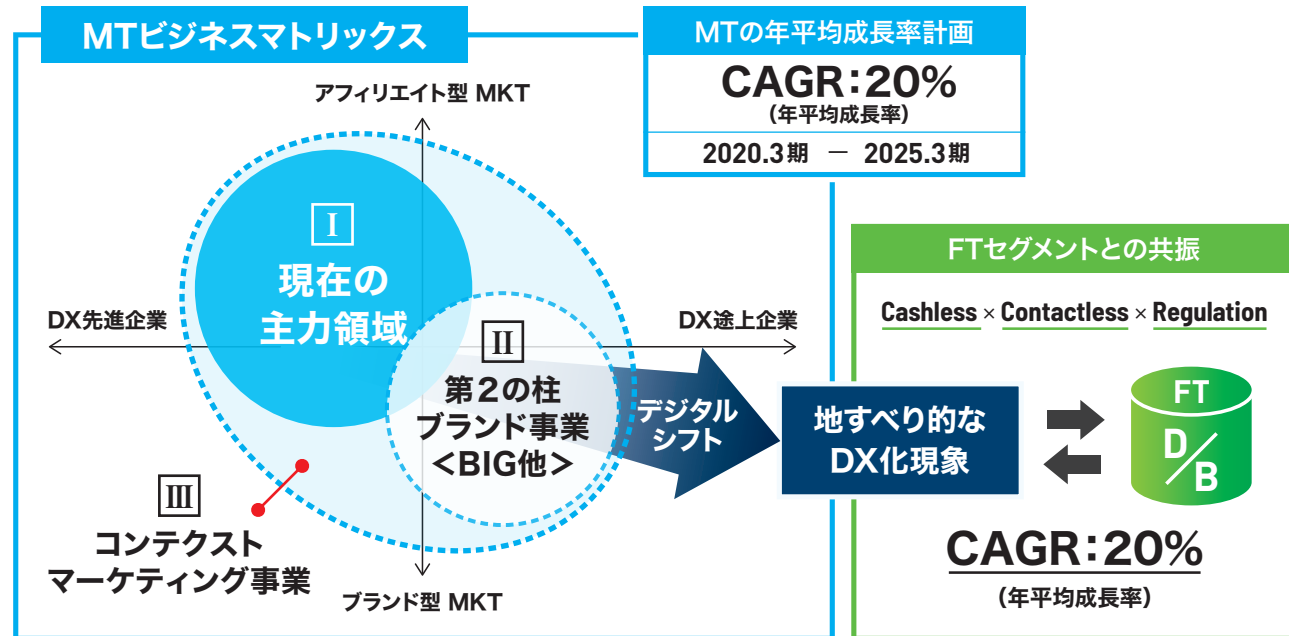 MTビジネスマトリックス
MTの年平均成長率計画
CAGR:20%
(年平均成長率)
2020.3期 － 2025.3期
アフィリエイト型 MKT
Ⅰ
現在の
主力領域
DX先進企業
DX途上企業
Ⅱ
第2の柱
ブランド事業
<BIG他>
デジタル
シフト
Ⅲ
コンテクスト
マーケティング事業
ブランド型 MKT
地すべり的な
DX化現象
FTセグメントとの共振
Cashless × Contactless × Regulation
FT
D/B
CAGR:20%
(年平均成長率)